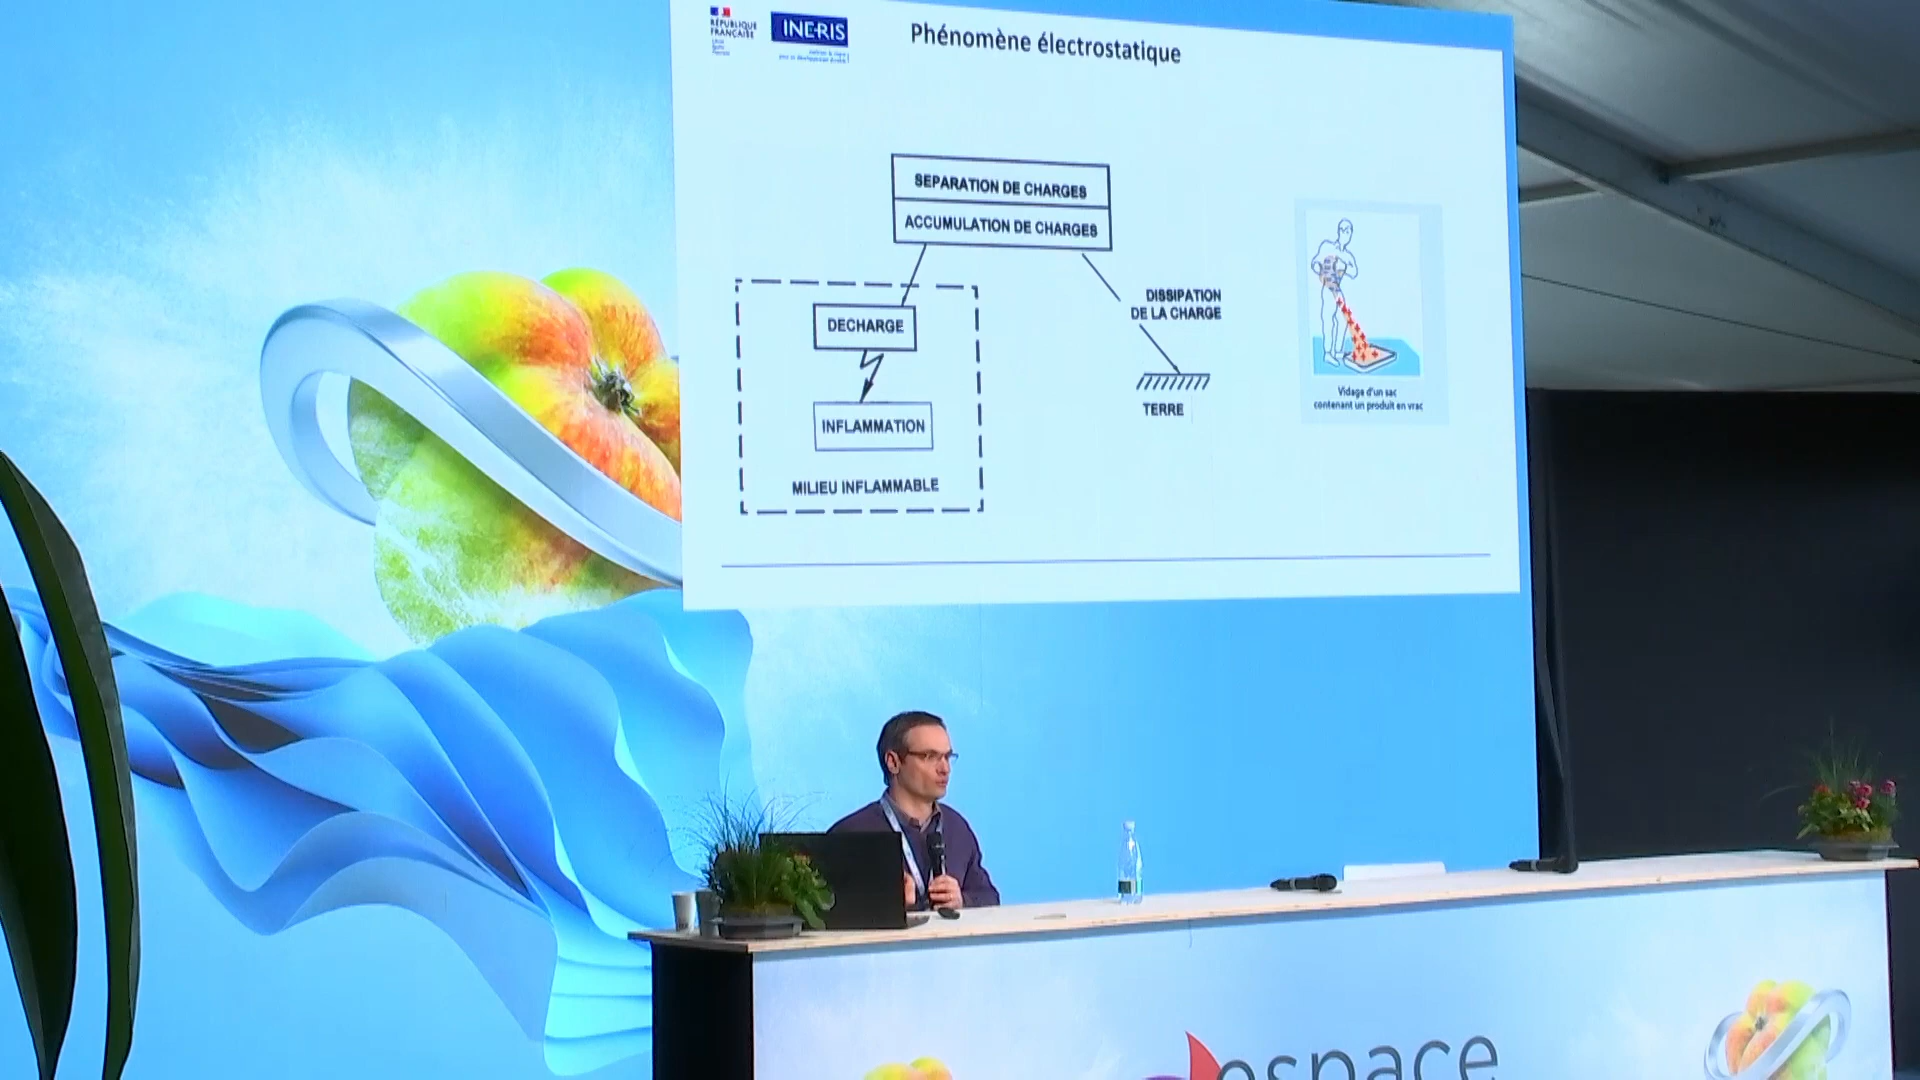 RÉPUBLIQUE
FRANÇAISE
INERIS
Phénomène électrostatique
SEPARATION DE CHARGES
ACCUMULATION DE CHARGES
DECHARGE
INFLAMMATION
MILIEU INFLAMMABLE
DISSIPATION
DE LA CHARGE
TERRE
Vidage d'un sac
contenant un produit en vrac
espace